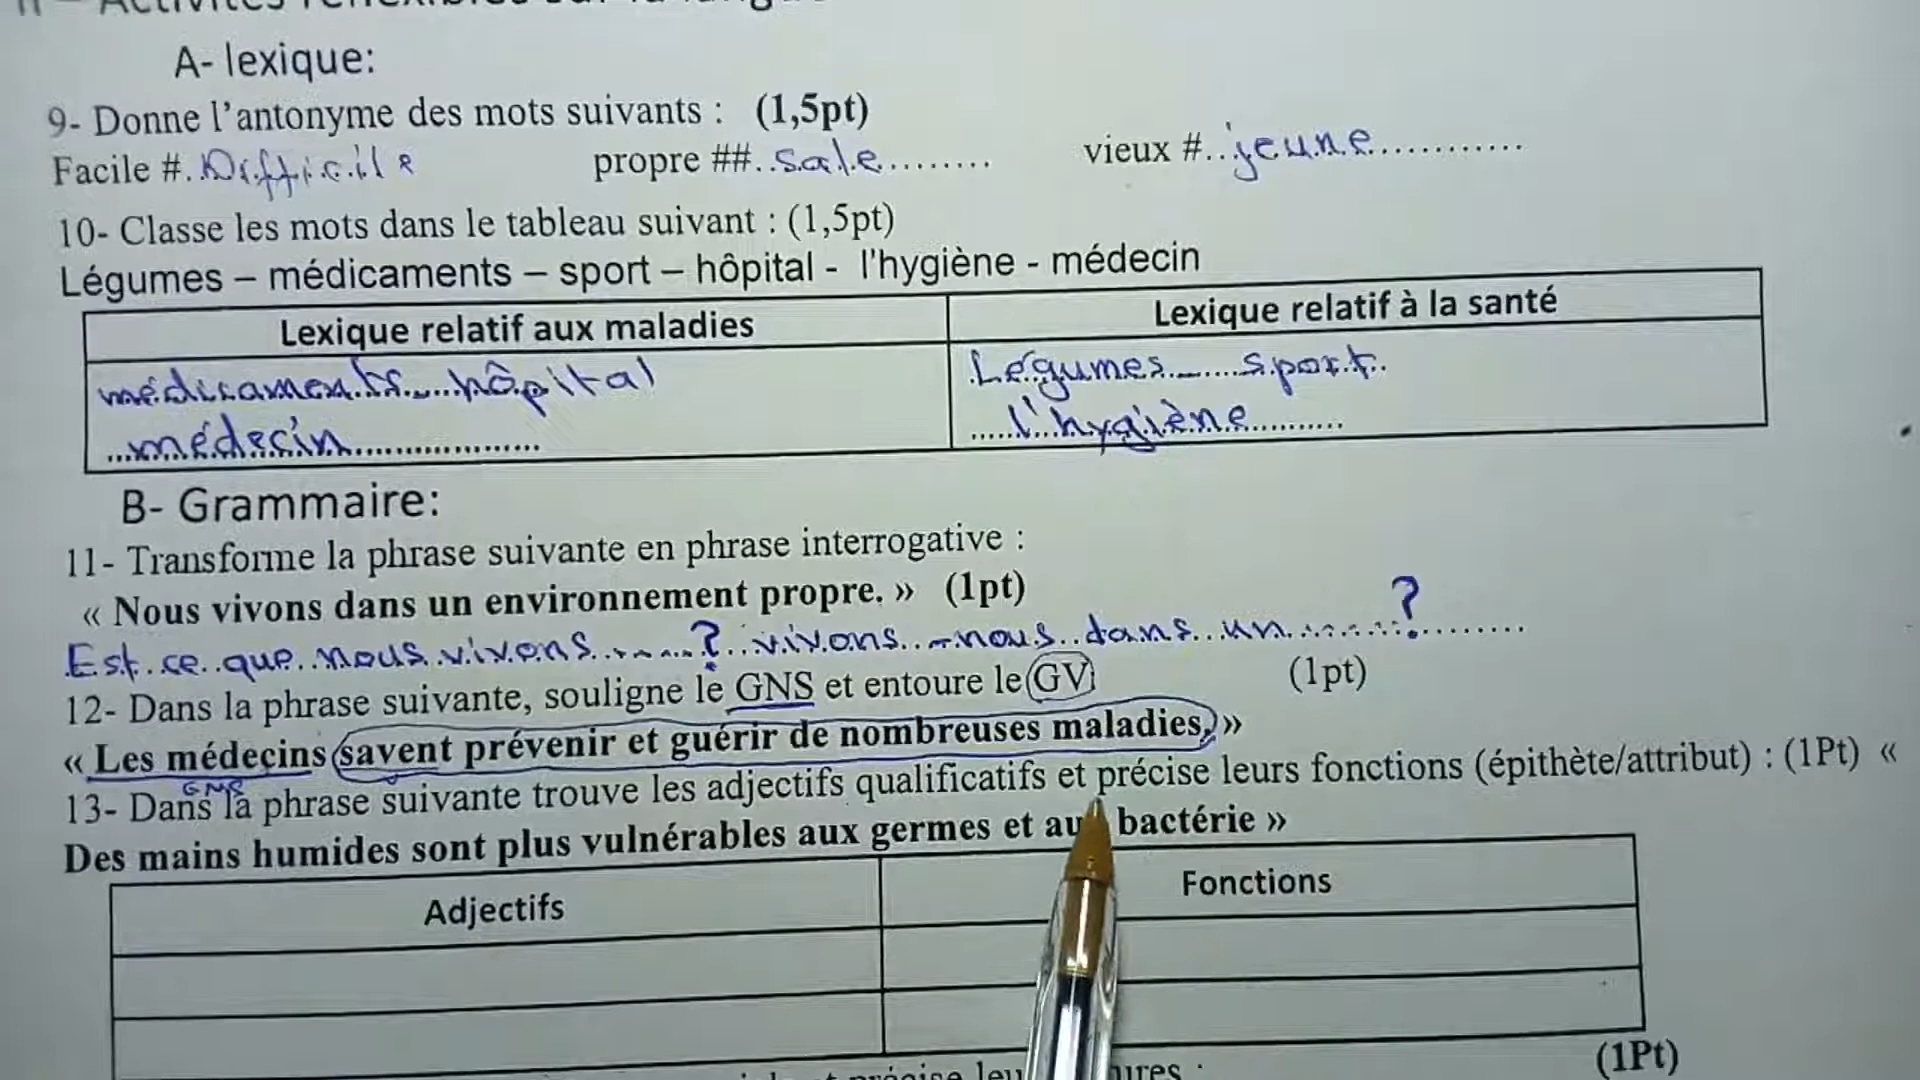 II – Activités réflexibles sur la langue
A- lexique:
9- Donne l'antonyme des mots suivants : (1,5pt)
Facile #. Difficile propre ##..sale......... vieux #...jeune............
10- Classe les mots dans le tableau suivant : (1,5pt)
Légumes – médicaments – sport – hôpital - l'hygiène - médecin
Lexique relatif aux maladies Lexique relatif à la santé
médicaments......hôpital Légumes.......sport..
...médecin.................. ......l'hygiène..........
B- Grammaire:
11- Transforme la phrase suivante en phrase interrogative :
« Nous vivons dans un environnement propre. » (1pt)
Est.ce..que..nous.vivons.........?..vivons..-nous..dans..un........?.........
12- Dans la phrase suivante, souligne le GNS et entoure le GV (1pt)
« Les médecins savent prévenir et guérir de nombreuses maladies. »
GNS
13- Dans la phrase suivante trouve les adjectifs qualificatifs et précise leurs fonctions (épithète/attribut) : (1Pt) «
Des mains humides sont plus vulnérables aux germes et au bactérie »
Adjectifs Fonctions
(1Pt)